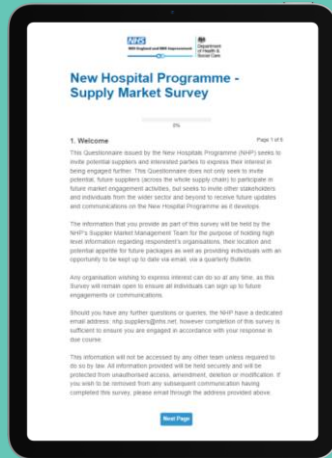 NHS
NHS England and NHS Improvement
Department
of Health &
Social Care
New Hospital Programme -
Supply Market Survey
0%
1. Welcome
Page 1 of 6
This Questionnaire issued by the New Hospitals Programme (NHP) seeks to
invite potential suppliers and interested parties to express their interest in
being engaged further. This Questionnaire does not only seek to invite
potential, future suppliers (across the whole supply chain) to participate in
future market engagement activities, but seeks to invite other stakeholders
and individuals from the wider sector and beyond to receive future updates
and communications on the New Hospital Programme as it develops.
The information that you provide as part of this survey will be held by the
NHP's Supplier Market Management Team for the purpose of holding high
level information regarding respondent's organisations, their location and
potential appetite for future packages as well as providing individuals with an
opportunity to be kept up to date via email, via a quarterly Bulletin.
Any organisation wishing to express interest can do so at any time, as this
Survey will remain open to ensure all individuals can sign up to future
engagements or communications.
Should you have any further questions or queries, the NHP have a dedicated
email address: nhp.suppliers@nhs.net, however completion of this survey is
sufficient to ensure you are engaged in accordance with your response in
due course.
This information will not be accessed by any other team unless required to
do so by law. All information provided will be held securely and will be
protected from unauthorised access, amendment, deletion or modification. If
you wish to be removed from any subsequent communication having
completed this survey, please email through the address provided above.
Next Page